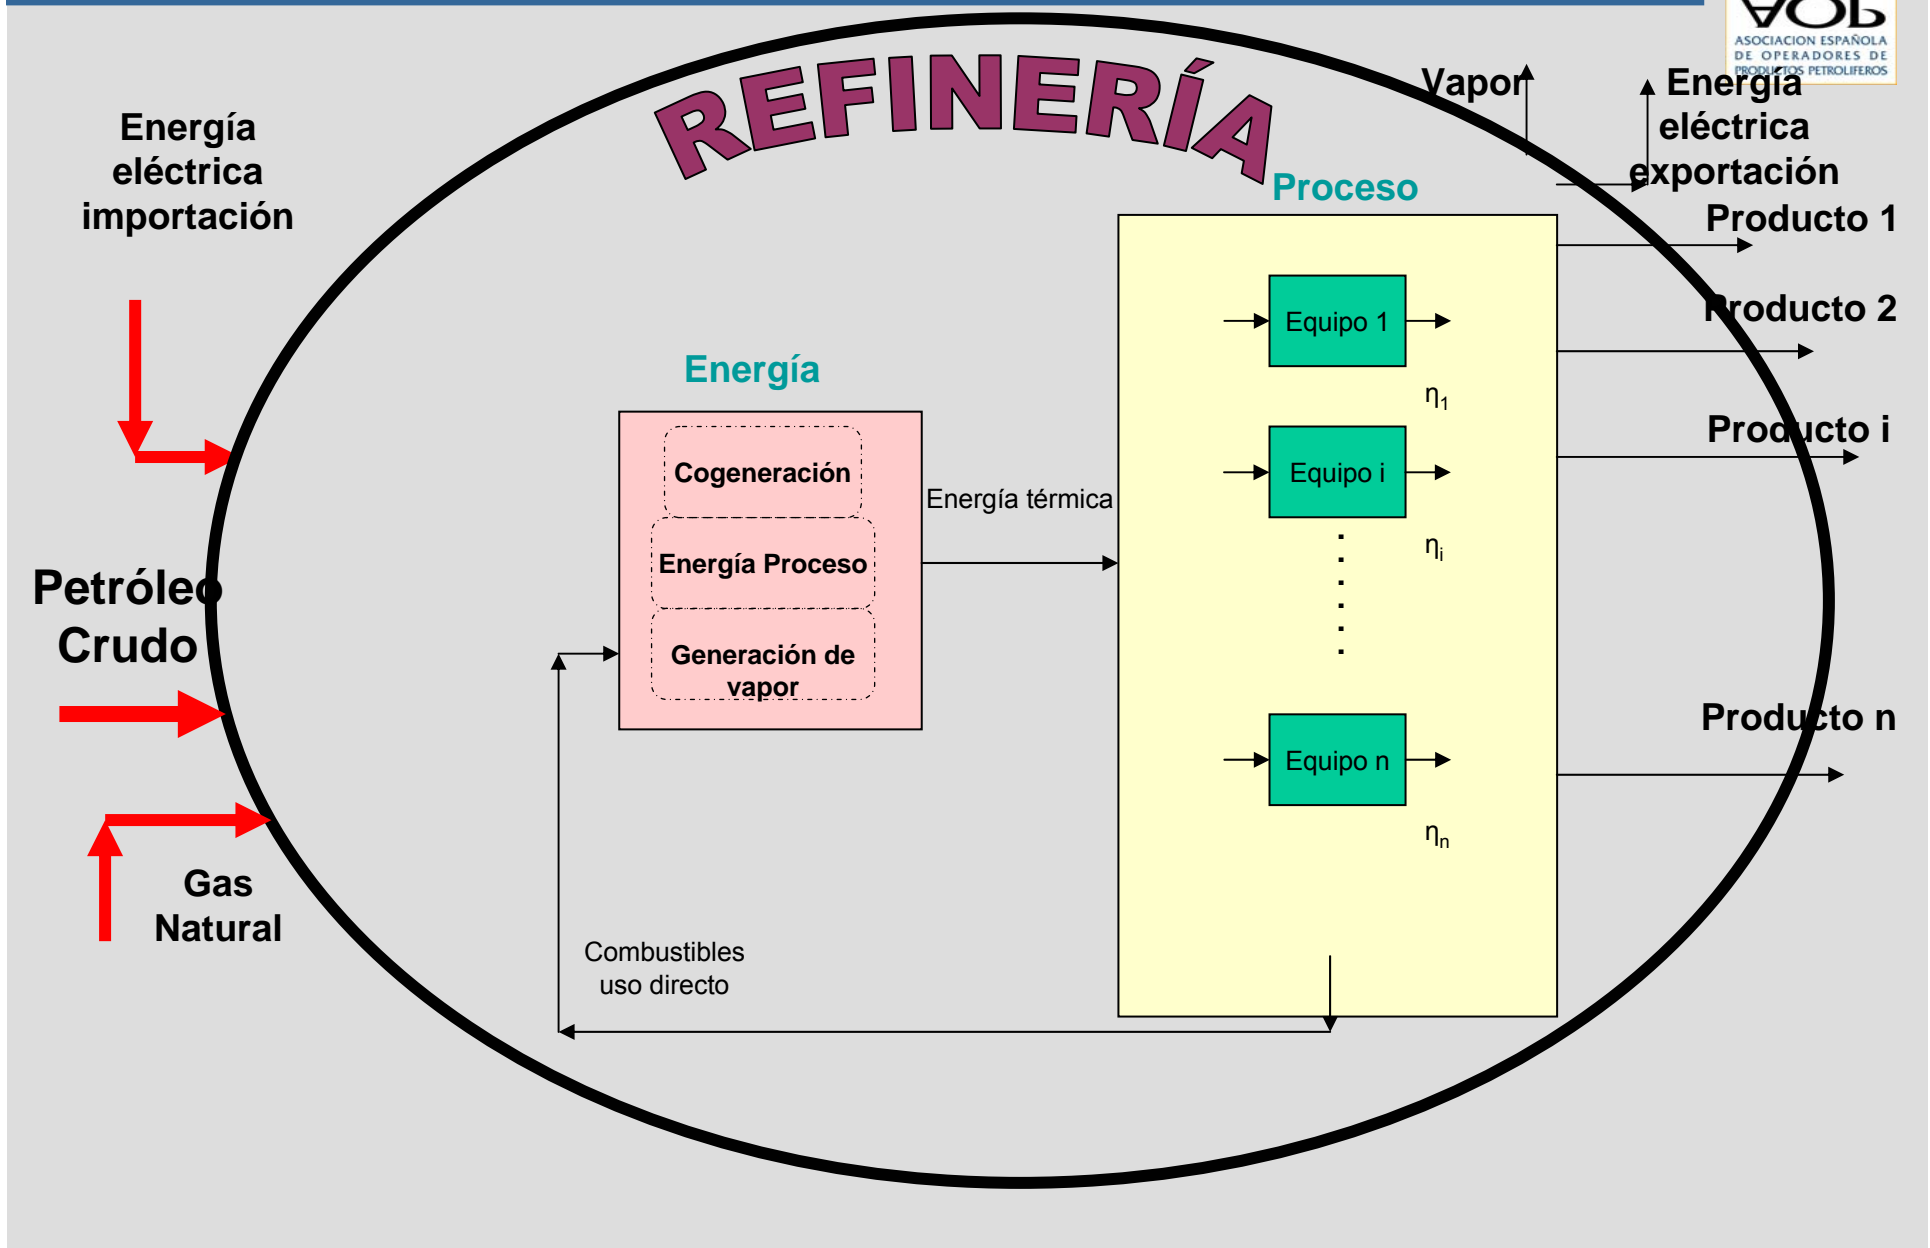 AOP
ASOCIACION ESPAÑOLA
DE OPERADORES DE
PRODUCTOS PETROLIFEROS
REFINERÍA
Energía
eléctrica
importación
Vapor
Energía
eléctrica
exportación
Proceso
Producto 1
Producto 2
Producto i
Producto n
Equipo 1
η1
Equipo i
ηi
Equipo n
ηn
Energía
Cogeneración
Energía Proceso
Generación de
vapor
Energía térmica
Petróleo
Crudo
Gas
Natural
Combustibles
uso directo